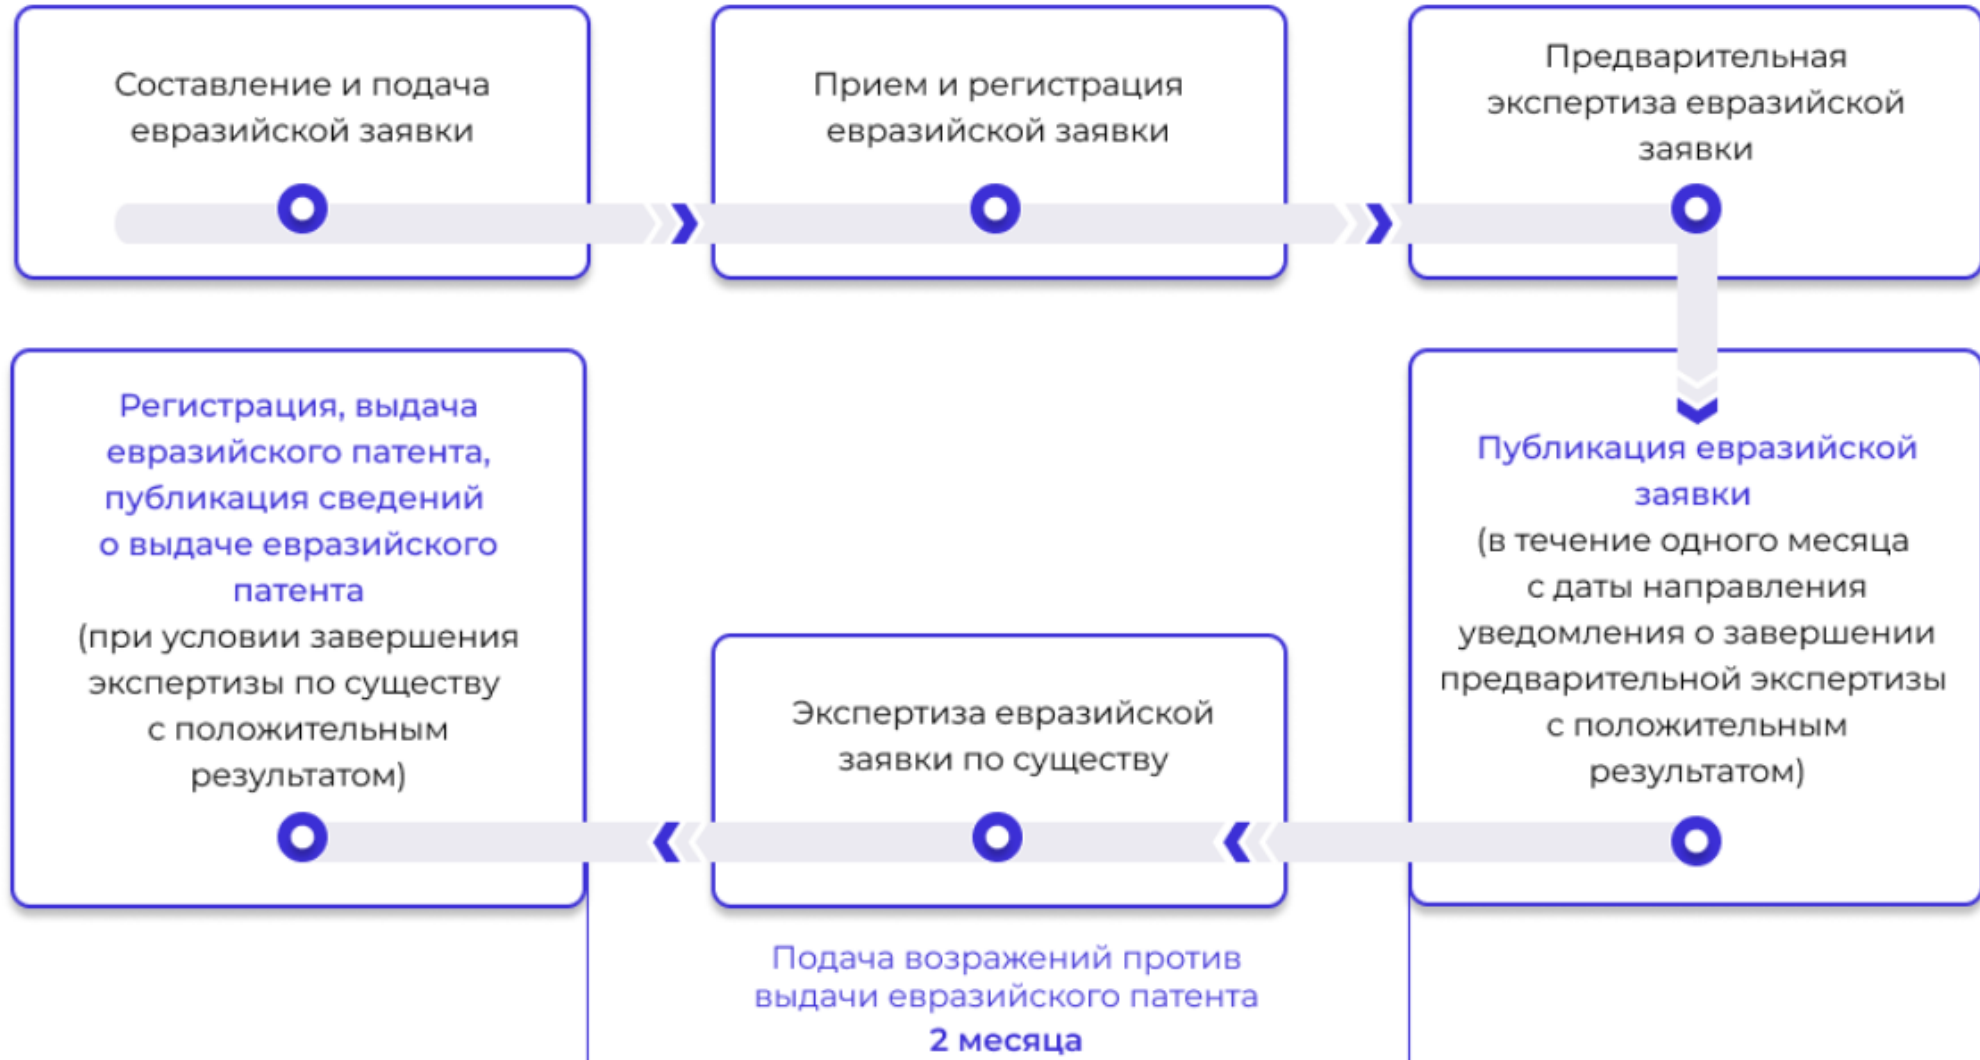 Составление и подача
евразийской заявки
Прием и регистрация
евразийской заявки
Предварительная
экспертиза евразийской
заявки
Публикация евразийской
заявки
(в течение одного месяца
с даты направления
уведомления о завершении
предварительной экспертизы
с положительным
результатом)
Экспертиза евразийской
заявки по существу
Регистрация, выдача
евразийского патента,
публикация сведений
о выдаче евразийского
патента
(при условии завершения
экспертизы по существу
с положительным
результатом)
Подача возражений против
выдачи евразийского патента
2 месяца